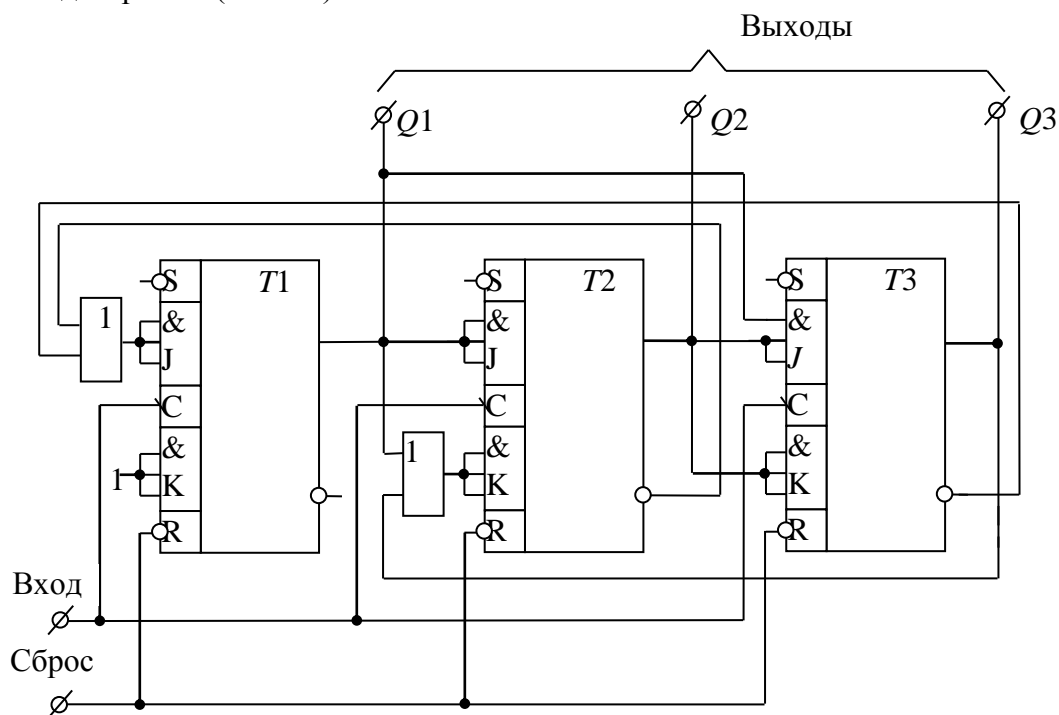 Выходы
Q1 Q2 Q3
S T1 S T2 S T3
1 & & &
J J J
C C C
& 1 & &
1 K K K
R R R
Вход
Сброс